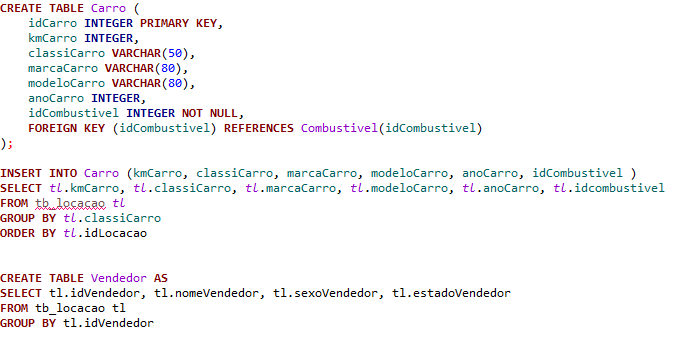 CREATE TABLE Carro (
    idCarro INTEGER PRIMARY KEY,
    kmCarro INTEGER,
    classiCarro VARCHAR(50),
    marcaCarro VARCHAR(80),
    modeloCarro VARCHAR(80),
    anoCarro INTEGER,
    idCombustivel INTEGER NOT NULL,
    FOREIGN KEY (idCombustivel) REFERENCES Combustivel(idCombustivel)
);

INSERT INTO Carro (kmCarro, classiCarro, marcaCarro, modeloCarro, anoCarro, idCombustivel )
SELECT tl.kmCarro, tl.classiCarro, tl.marcaCarro, tl.modeloCarro, tl.anoCarro, tl.idcombustivel
FROM tb_locacao tl
GROUP BY tl.classiCarro
ORDER BY tl.idLocacao

CREATE TABLE Vendedor AS
SELECT tl.idVendedor, tl.nomeVendedor, tl.sexoVendedor, tl.estadoVendedor
FROM tb_locacao tl
GROUP BY tl.idVendedor